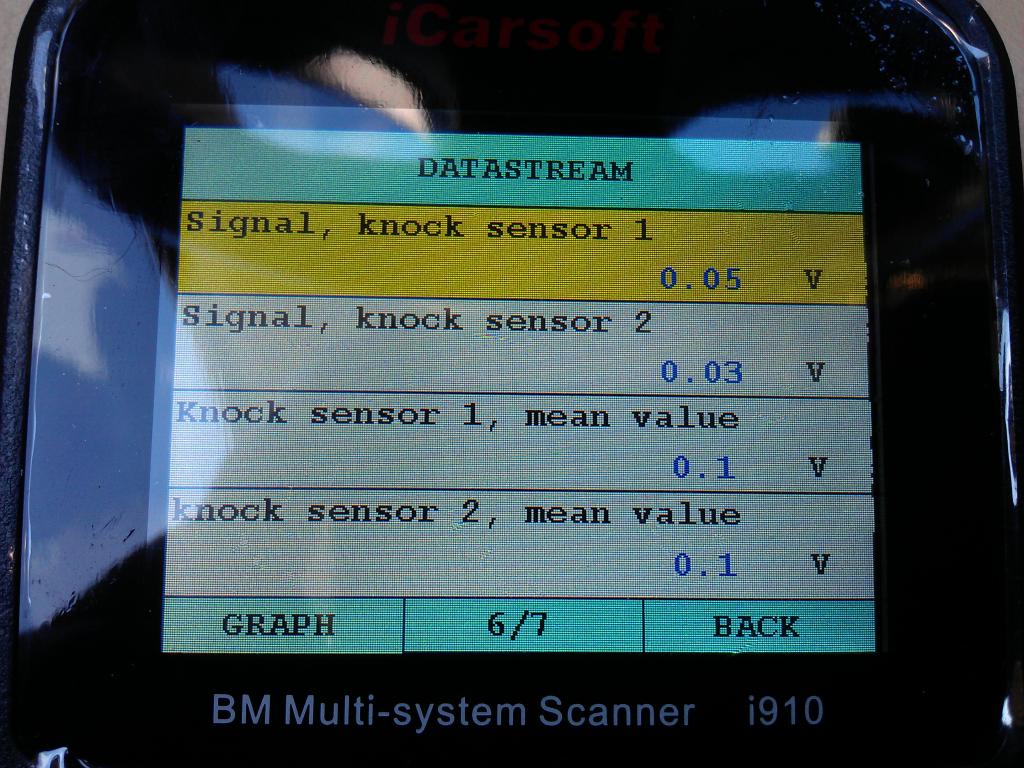 iCarsoft
DATASTREAM
Signal, knock sensor 1
0.05 V
Signal, knock sensor 2
0.03 V
Knock sensor 1, mean value
0.1 V
knock sensor 2, mean value
0.1 V
GRAPH 6/7 BACK
BM Multi-system Scanner i910